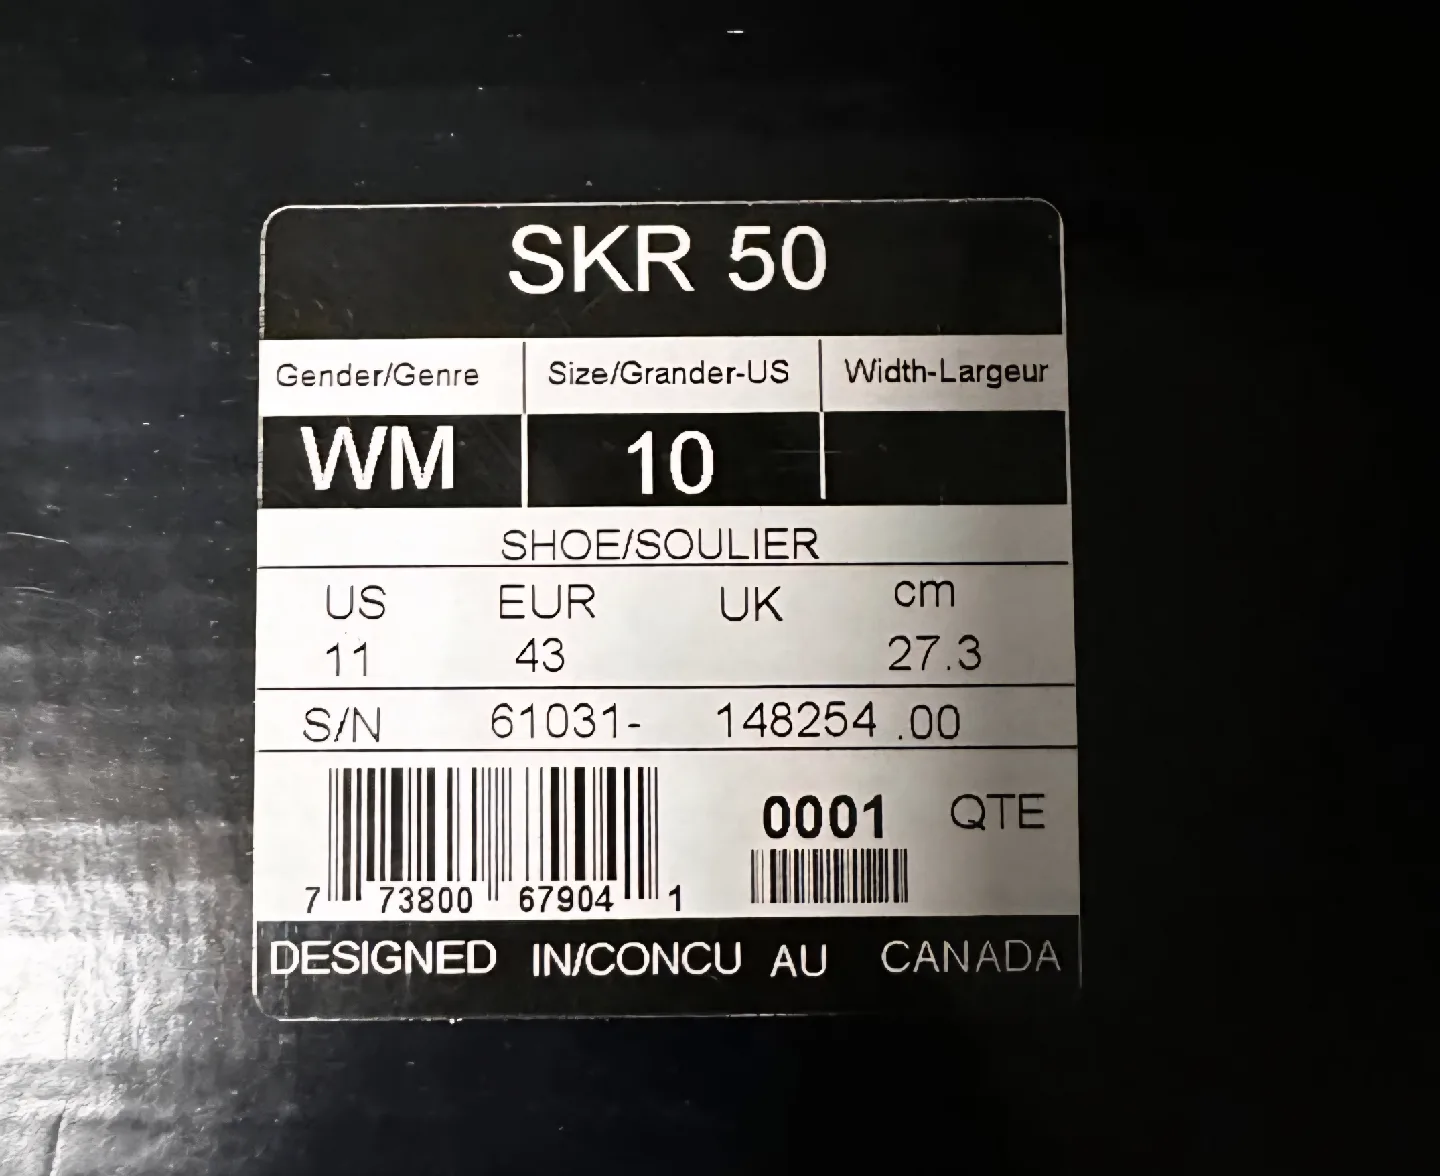 SKR 50
Gender/Genre Size/Grander-US Width-Largeur
WM 10
SHOE/SOULIER
US EUR UK cm
11 43 27.3
S/N 61031- 148254 .00
0001 QTE
7 73800 67904 1
DESIGNED IN/CONCU AU CANADA